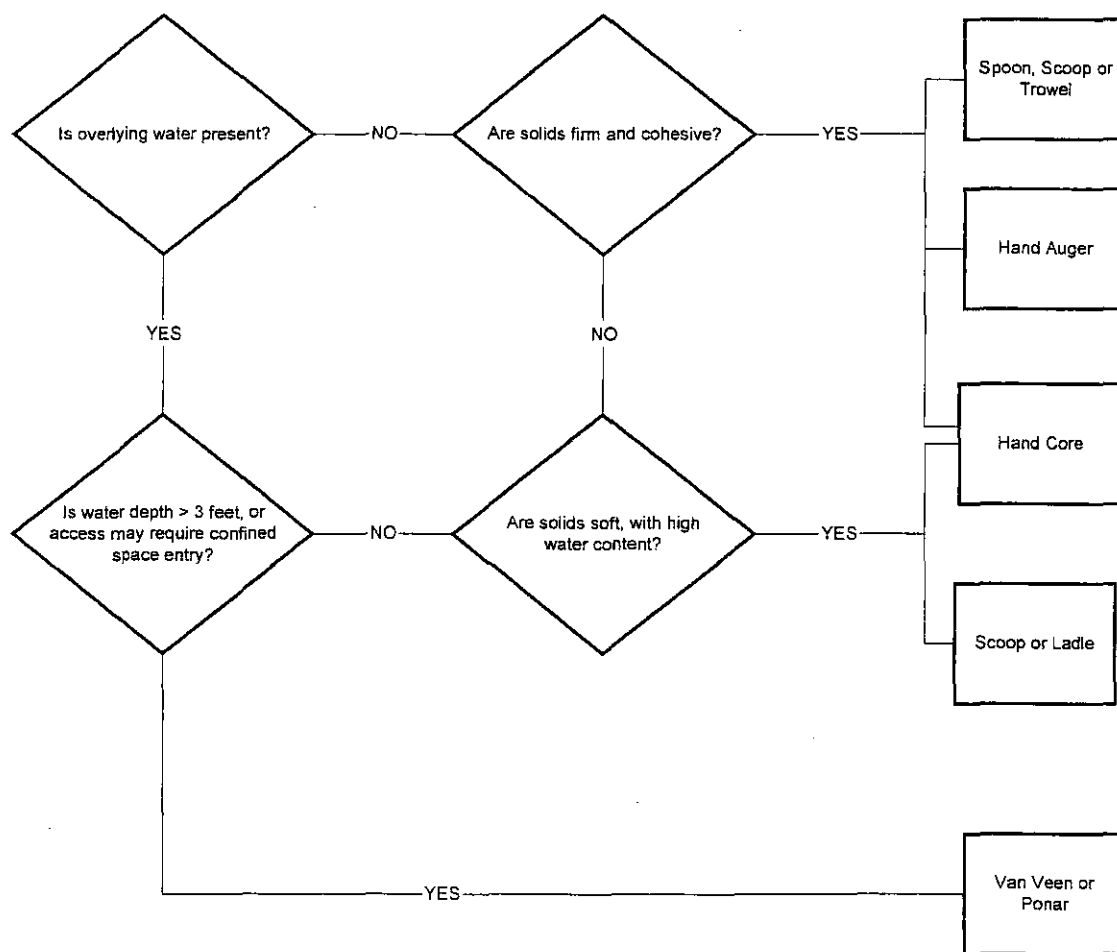 Is overlying water present?
NO
Are solids firm and cohesive?
YES
Spoon, Scoop or
Trowel
Hand Auger
YES
NO
Hand Core
Is water depth > 3 feet, or
access may require confined
space entry?
NO
Are solids soft, with high
water content?
YES
Scoop or Ladle
YES
Van Veen or
Ponar